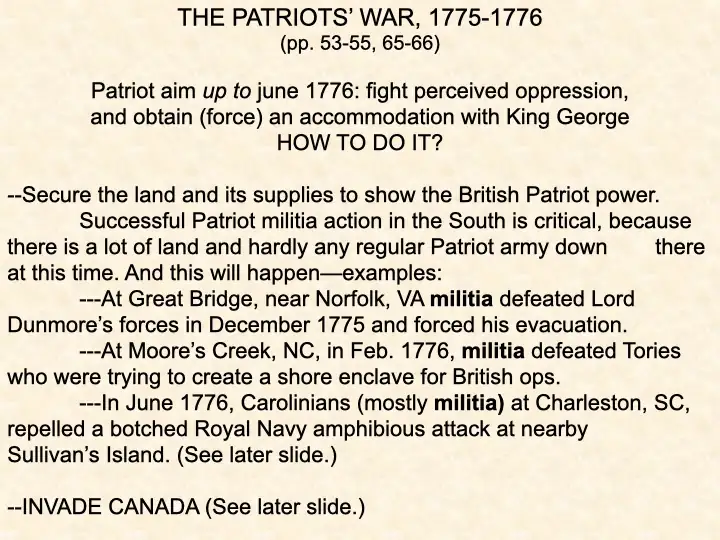 THE PATRIOTS’ WAR, 1775-1776
(pp. 53-55, 65-66)
Patriot aim up to june 1776: fight perceived oppression,
and obtain (force) an accommodation with King George
HOW TO DO IT?
--Secure the land and its supplies to show the British Patriot power.
Successful Patriot militia action in the South is critical, because
there is a lot of land and hardly any regular Patriot army down there
at this time. And this will happen—examples:
---At Great Bridge, near Norfolk, VA militia defeated Lord
Dunmore’s forces in December 1775 and forced his evacuation.
---At Moore’s Creek, NC, in Feb. 1776, militia defeated Tories
who were trying to create a shore enclave for British ops.
---In June 1776, Carolinians (mostly militia) at Charleston, SC,
repelled a botched Royal Navy amphibious attack at nearby
Sullivan’s Island. (See later slide.)
--INVADE CANADA (See later slide.)